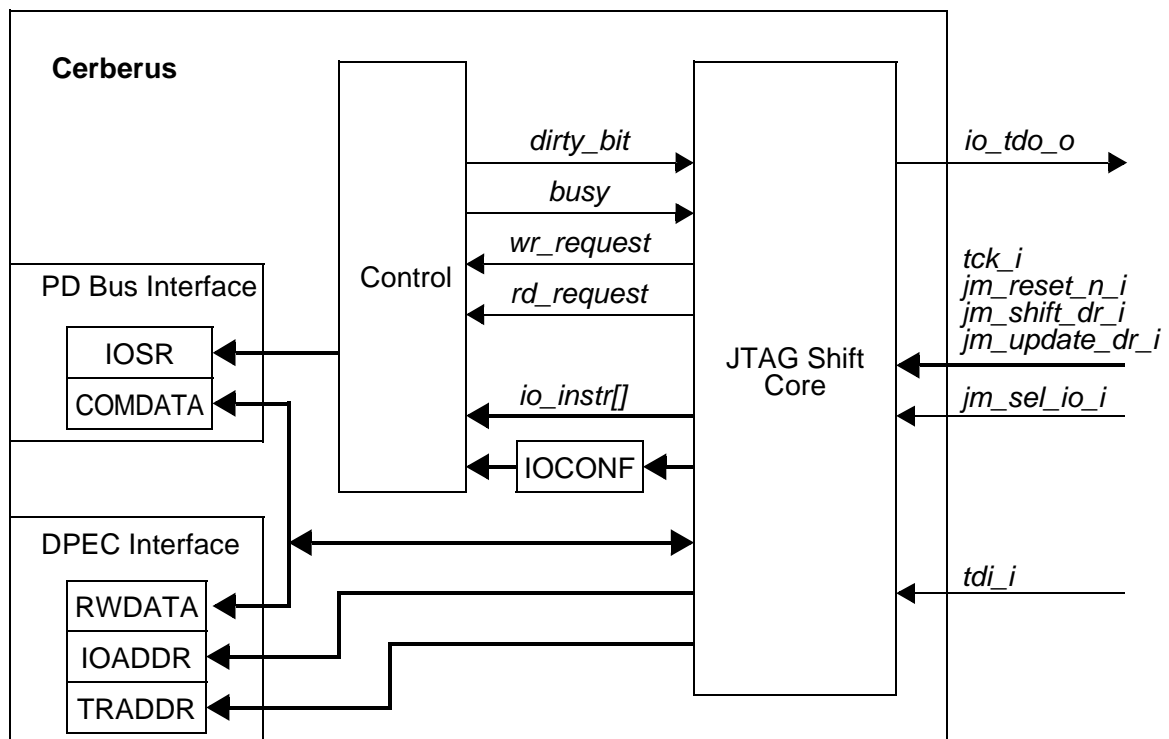 Cerberus
dirty_bit
io_tdo_o
busy
wr_request
tck_i
PD Bus Interface
Control
jm_reset_n_i
rd_request
jm_shift_dr_i
jm_update_dr_i
IOSR
JTAG Shift
Core
COMDATA
io_instr[]
jm_sel_io_i
IOCONF
DPEC Interface
tdi_i
RWDATA
IOADDR
TRADDR